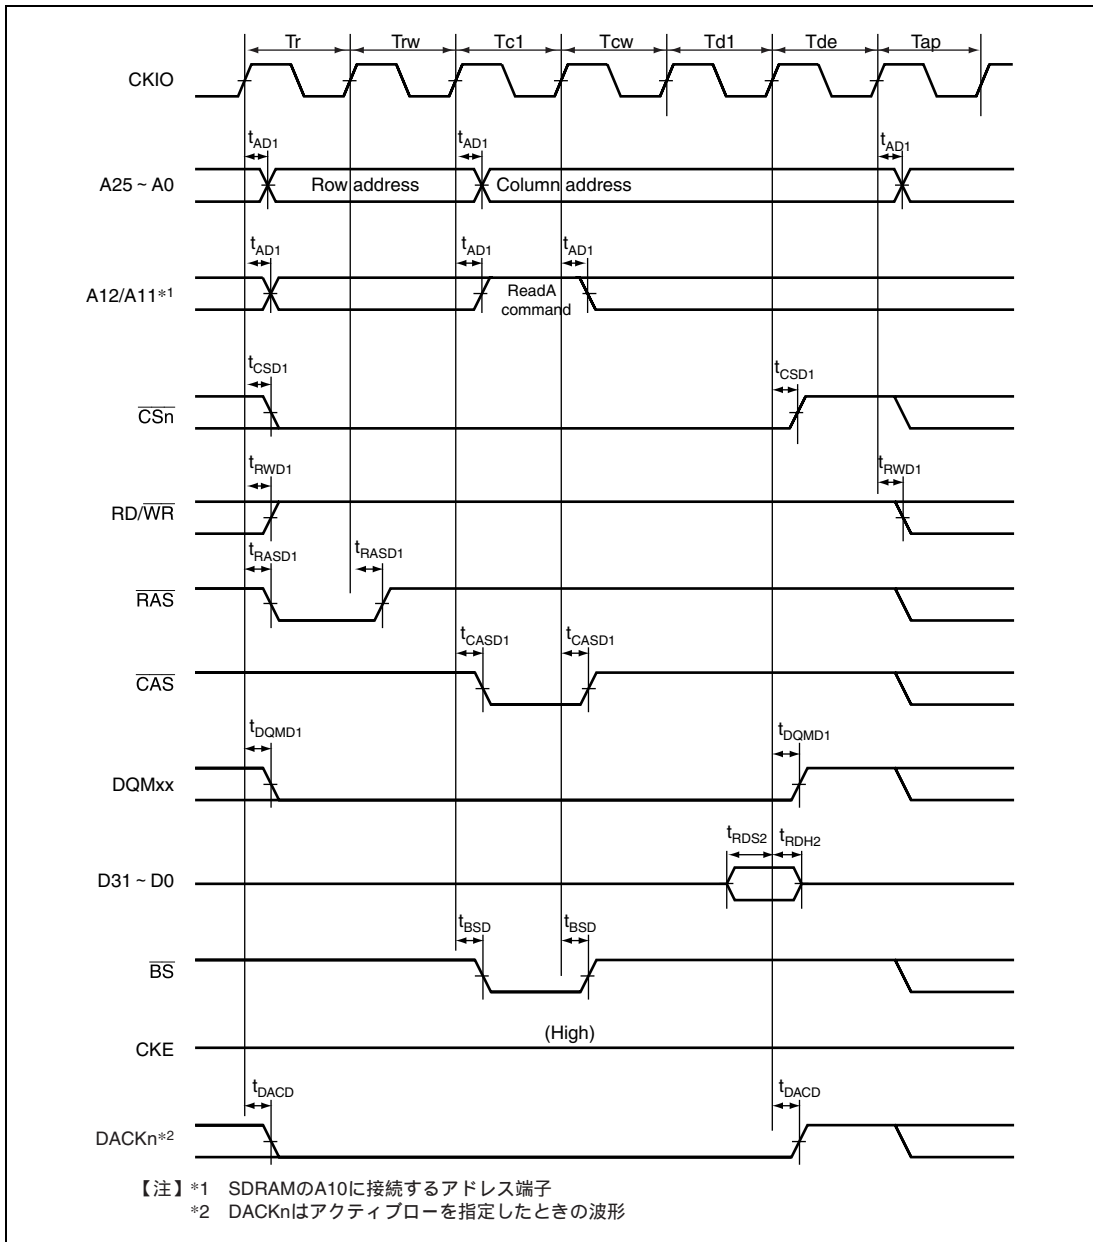 Tr Trw Tc1 Tcw Td1 Tde Tap
CKIO
tAD1 tAD1 tAD1
A25 ~ A0 Row address Column address
tAD1 tAD1 tAD1
A12/A11*1 ReadA
command
tCSD1 tCSD1
CSn
tRWD1 tRWD1
RD/WR
tRASD1 tRASD1
RAS
tCASD1 tCASD1
CAS
tDQMD1 tDQMD1
DQMxx
tRDS2 tRDH2
D31 ~ D0
tBSD tBSD
BS
(High)
CKE
tDACD tDACD
DACKn*2
【注】*1 SDRAMのA10に接続するアドレス端子
*2 DACKnはアクティブローを指定したときの波形